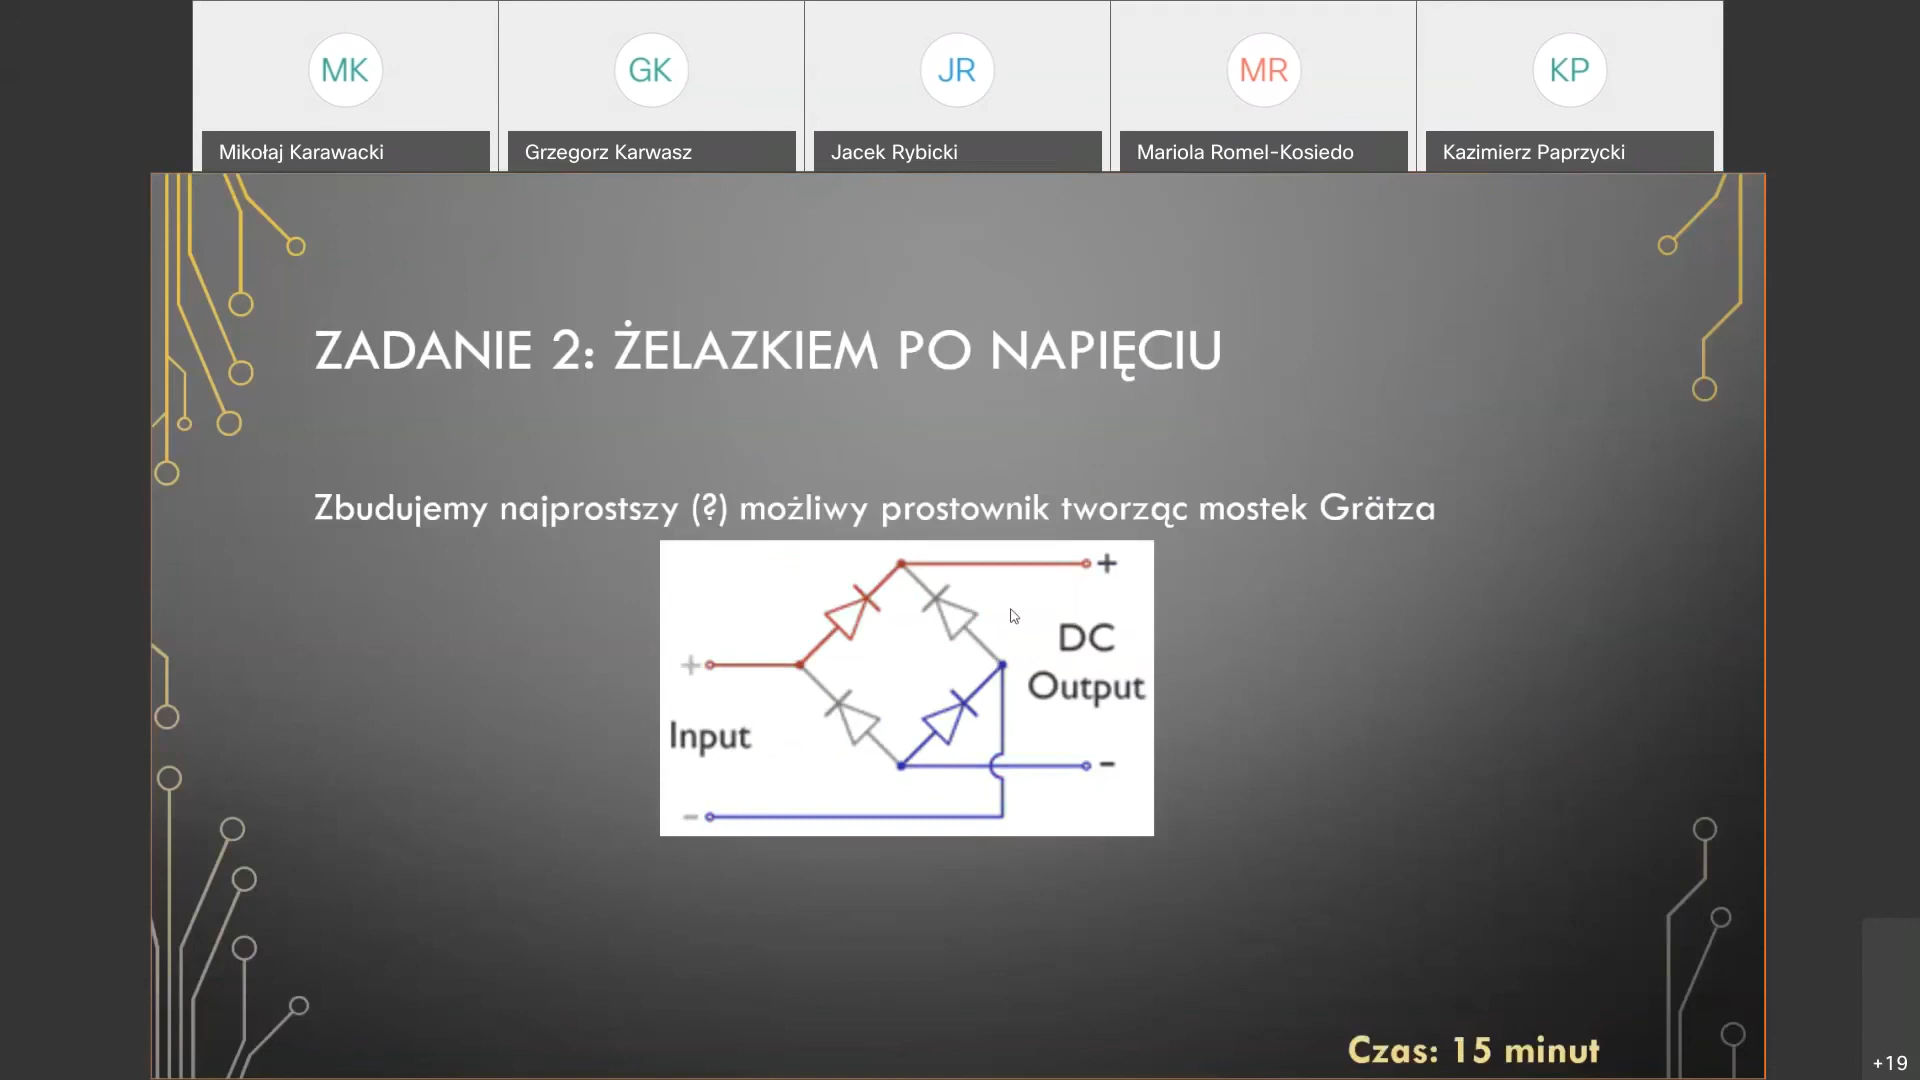 MK
GK
JR
MR
KP
Mikołaj Karawacki
Grzegorz Karwasz
Jacek Rybicki
Mariola Romel-Kosiedo
Kazimierz Paprzycki
ZADANIE 2: ŻELAZKIEM PO NAPIĘCIU
Zbudujemy najprostszy (?) możliwy prostownik tworząc mostek Grätza
+
DC
+
Output
Input
-
-
Czas: 15 minut
+19